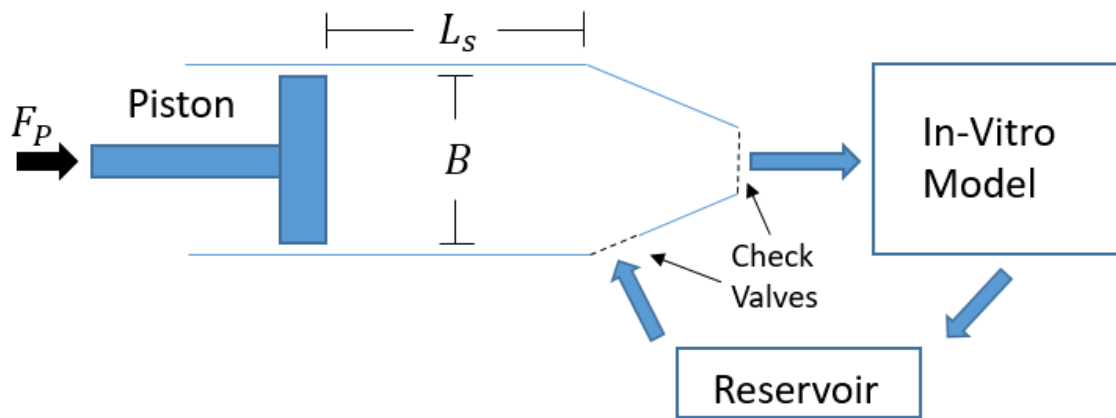 L_s
Piston
F_P
B
In-Vitro
Model
Check
Valves
Reservoir